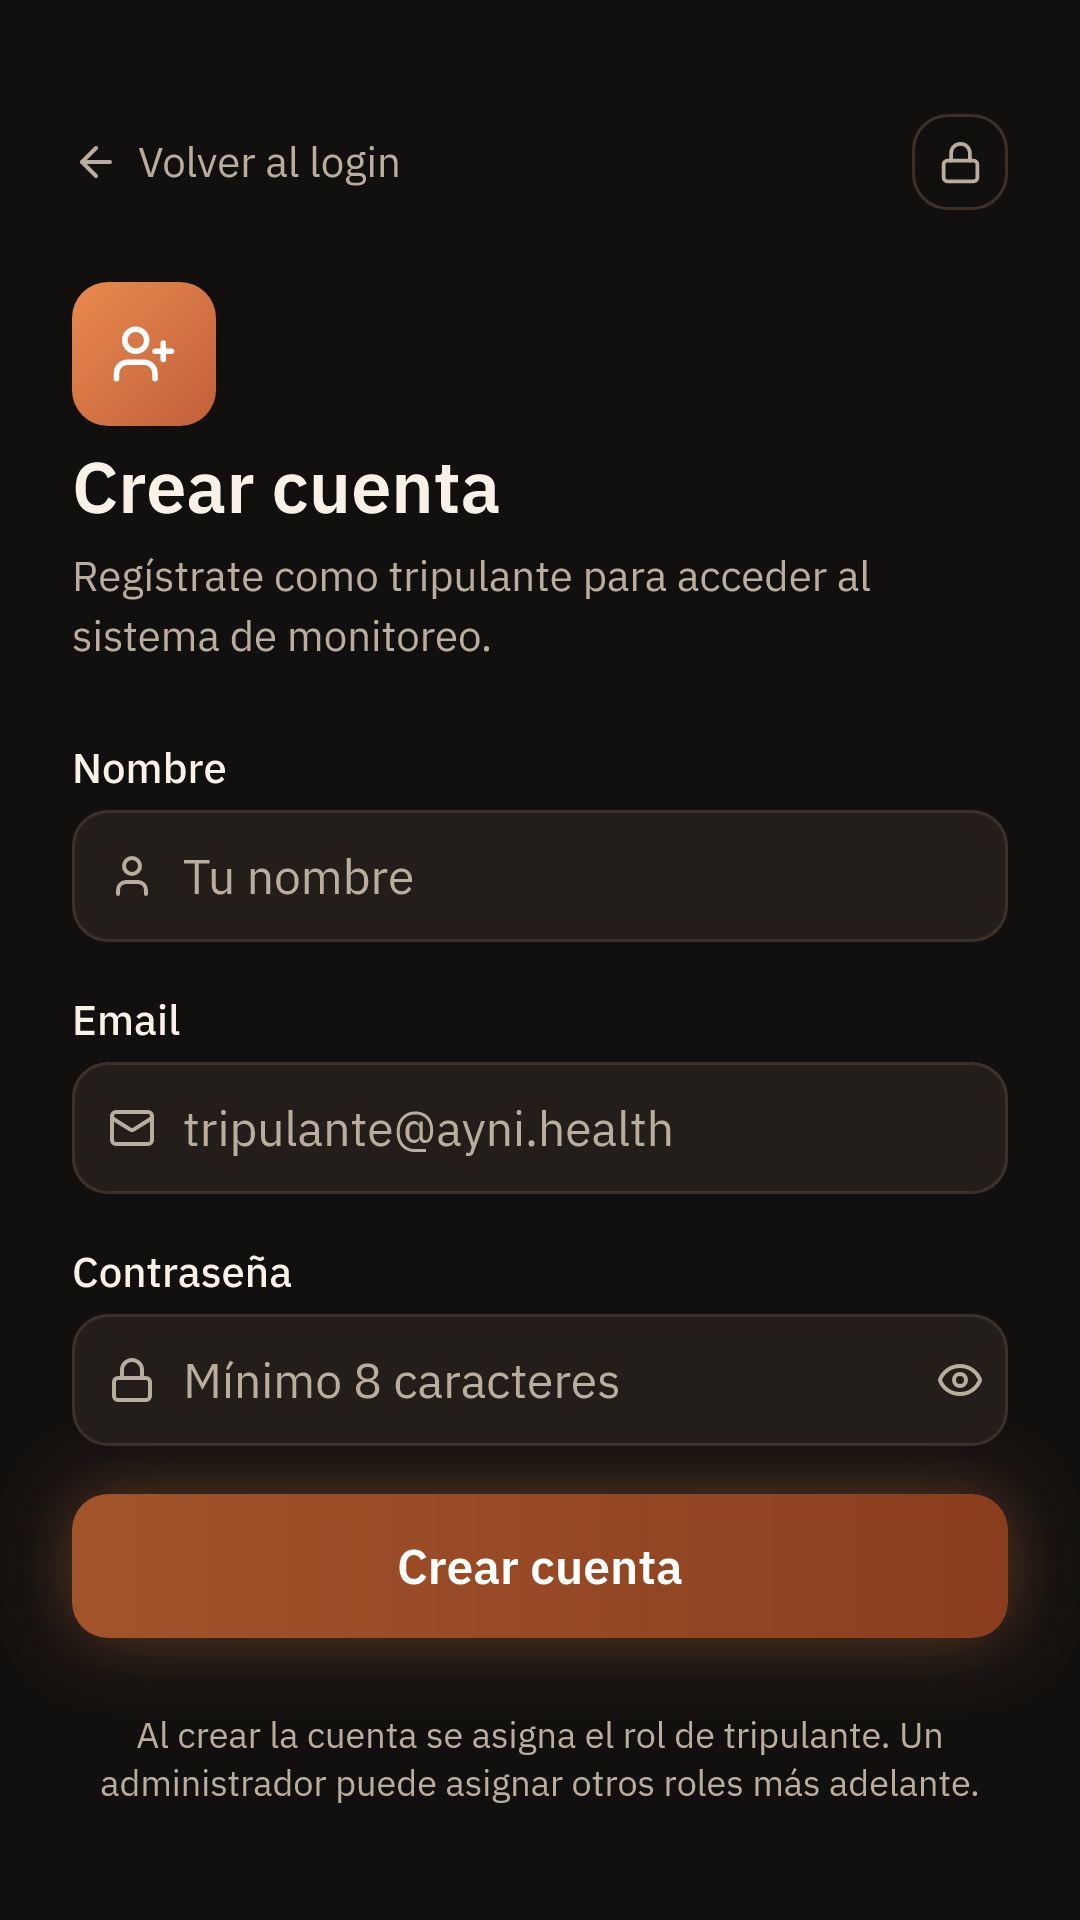 Volver al login
Crear cuenta
Regístrate como tripulante para acceder al
sistema de monitoreo.
Nombre
Tu nombre
Email
tripulante@ayni.health
Contraseña
Mínimo 8 caracteres
Crear cuenta
Al crear la cuenta se asigna el rol de tripulante. Un
administrador puede asignar otros roles más adelante.